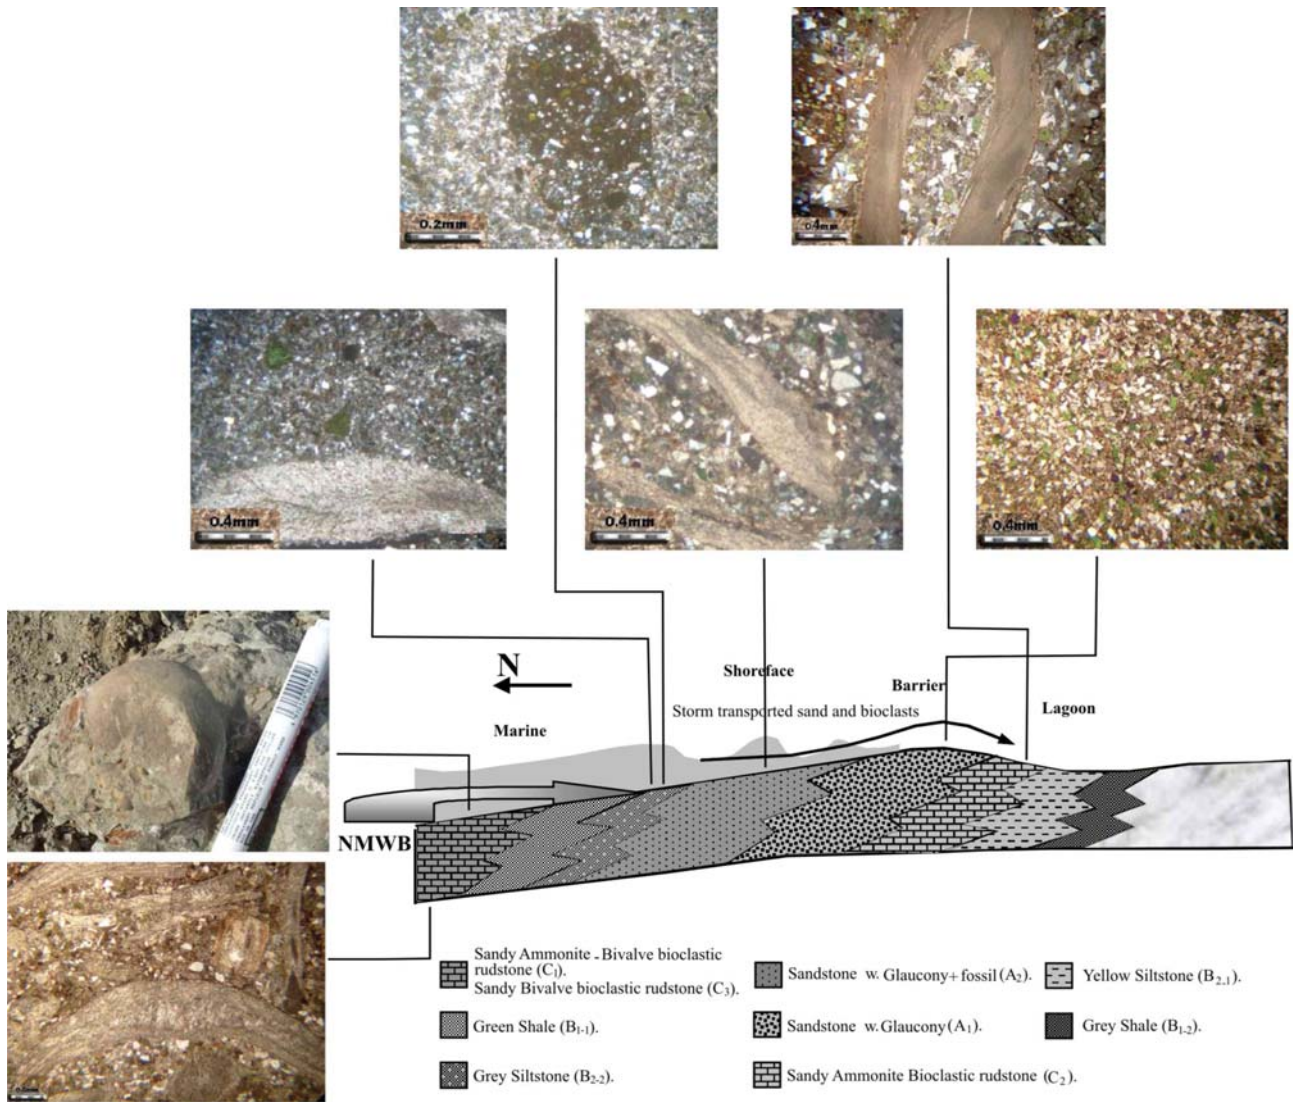 0.2mm
0.4mm
0.4mm
0.4mm
0.4mm
N
Shoreface
Barrier
Storm transported sand and bioclasts
Lagoon
Marine
NMWB
Sandy Ammonite - Bivalve bioclastic
rudstone (C1).
Sandy Bivalve bioclastic rudstone (C3).
Sandstone w. Glaucony+ fossil (A2).
Yellow Siltstone (B2.1).
Green Shale (B1-1).
Sandstone w. Glaucony (A1).
Grey Shale (B1-2).
Grey Siltstone (B2-2).
Sandy Ammonite Bioclastic rudstone (C2).